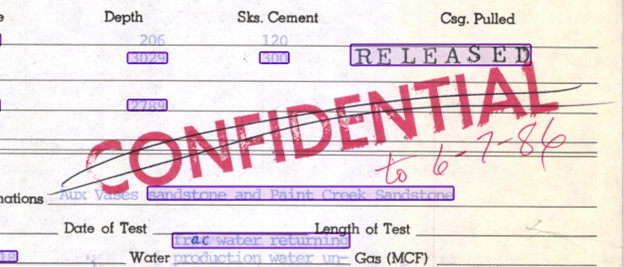 Depth Sks. Cement Csg. Pulled
206 120
3029 300 RELEASED
CONFIDENTIAL
2789
to 6-7-86
nations Aux Vases sandstone and Paint Creek Sandstone
Date of Test Length of Test
frac water returning
Water production water un- Gas (MCF)